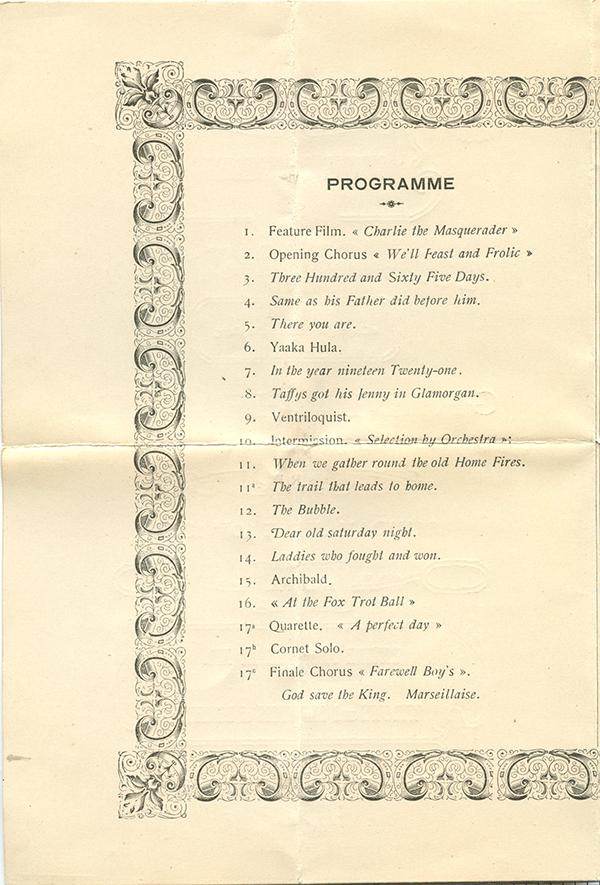 PROGRAMME
1. Feature Film. « Charlie the Masquerader »
2. Opening Chorus « We'll Feast and Frolic »
3. Three Hundred and Sixty Five Days.
4. Same as his Father did before him.
5. There you are.
6. Yaaka Hula.
7. In the year nineteen Twenty-one.
8. Taffys got his Jenny in Glamorgan.
9. Ventriloquist.
10. Intermission. « Selection by Orchestra »;
11. When we gather round the old Home Fires.
11a The trail that leads to home.
12. The Bubble.
13. Dear old saturday night.
14. Laddies who fought and won.
15. Archibald.
16. « At the Fox Trot Ball »
17a Quarette. « A perfect day »
17b Cornet Solo.
17c Finale Chorus « Farewell Boy's ».
God save the King. Marseillaise.